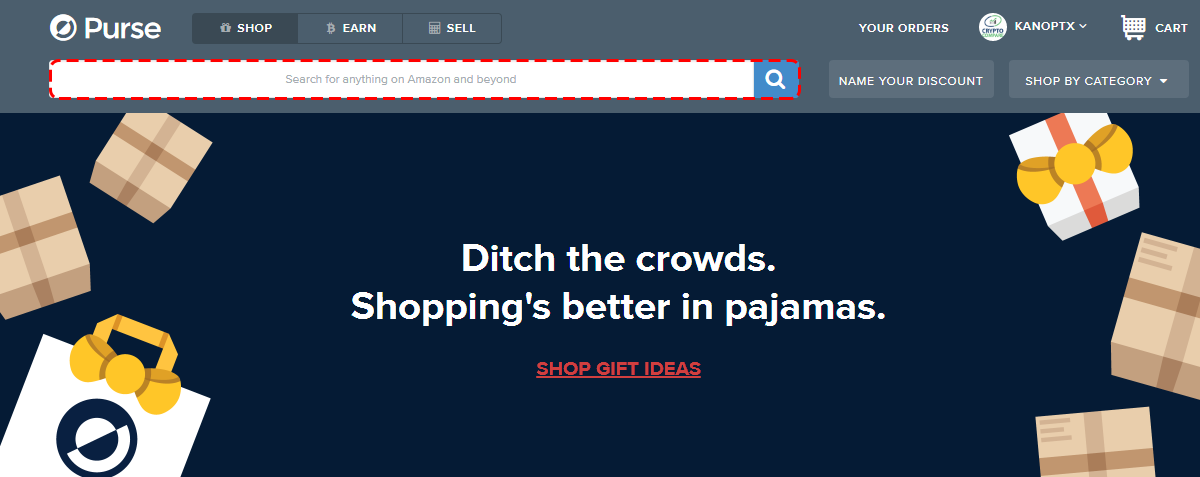 Purse
SHOP
EARN
SELL
YOUR ORDERS
CRYPTO
KANOPTX
CART
Search for anything on Amazon and beyond
NAME YOUR DISCOUNT
SHOP BY CATEGORY
Ditch the crowds.
Shopping's better in pajamas.
SHOP GIFT IDEAS